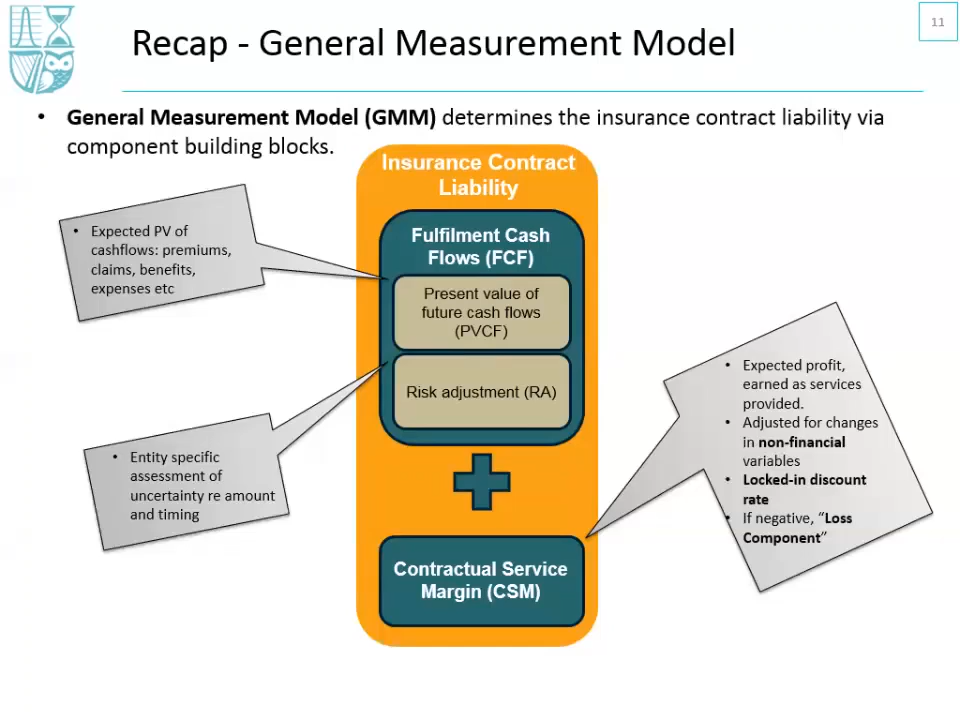 11
Recap - General Measurement Model
• General Measurement Model (GMM) determines the insurance contract liability via
component building blocks.
Insurance Contract
Liability
Fulfilment Cash
Flows (FCF)
Present value of
future cash flows
(PVCF)
Risk adjustment (RA)
Contractual Service
Margin (CSM)
• Expected PV of
cashflows: premiums,
claims, benefits,
expenses etc
• Entity specific
assessment of
uncertainty re amount
and timing
• Expected profit,
earned as services
provided.
• Adjusted for changes
in non-financial
variables
• Locked-in discount
rate
• If negative, “Loss
Component”